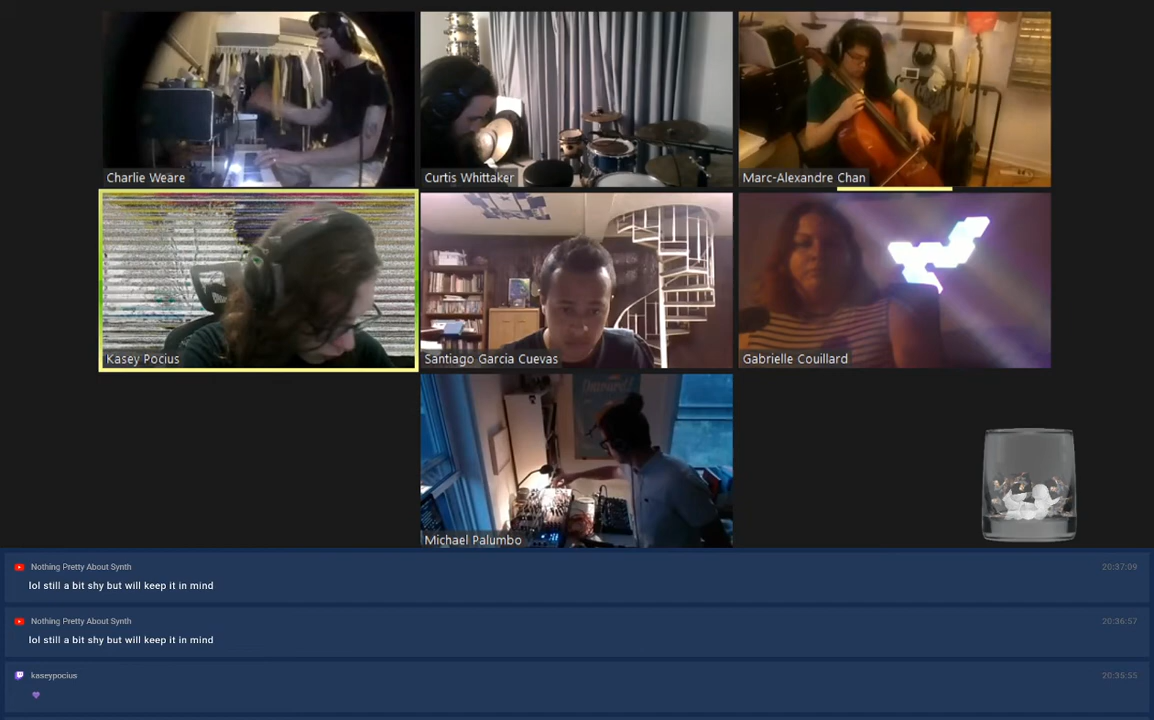 Charlie Weare
Curtis Whittaker
Marc-Alexandre Chan
Kasey Pocius
Santiago Garcia Cuevas
Gabrielle Couillard
Michael Palumbo
Nothing Pretty About Synth 20:37:09
lol still a bit shy but will keep it in mind
Nothing Pretty About Synth 20:36:57
lol still a bit shy but will keep it in mind
kaseypocius 20:35:55